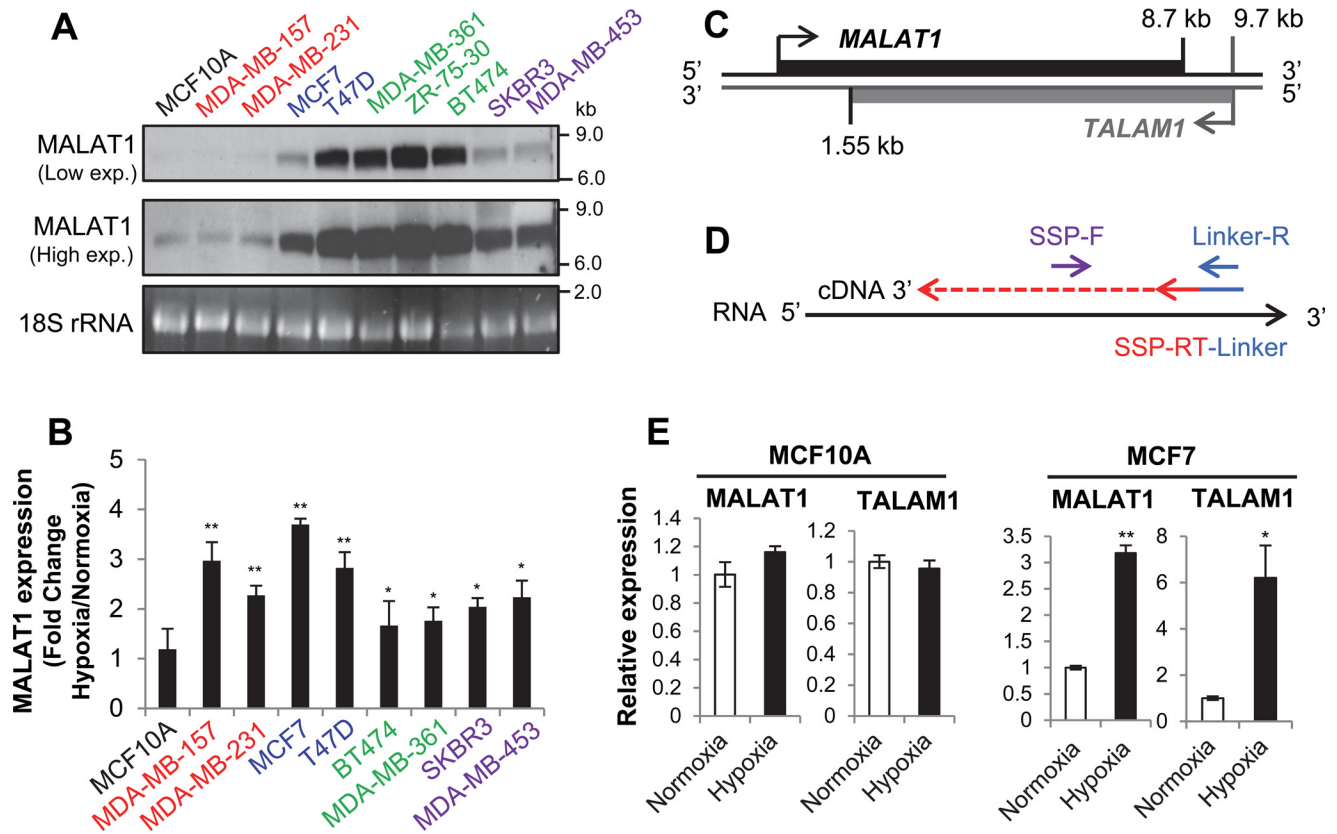 A
MCF10A
MDA-MB-157
MDA-MB-231
MCF7
T47D
MDA-MB-361
ZR-75-30
BT474
SKBR3
MDA-MB-453
kb
MALAT1
(Low exp.)
9.0
6.0
MALAT1
(High exp.)
9.0
6.0
18S rRNA
2.0
B
MALAT1 expression
(Fold Change
Hypoxia/Normoxia)
5
4
3
2
1
0
**
**
**
**
*
*
*
*
MCF10A
MDA-MB-157
MDA-MB-231
MCF7
T47D
BT474
MDA-MB-361
SKBR3
MDA-MB-453
C
MALAT1
8.7 kb
9.7 kb
5’
3’
3’
5’
TALAM1
1.55 kb
D
SSP-F
Linker-R
cDNA 3’
RNA 5’
3’
SSP-RT-Linker
E
MCF10A
MCF7
MALAT1
TALAM1
MALAT1
TALAM1
Relative expression
1.4
1.2
1
0.8
0.6
0.4
0.2
0
1.2
1
0.8
0.6
0.4
0.2
0
3.5
3
2.5
2
1.5
1
0.5
0
**
8
6
4
2
0
*
Normoxia
Hypoxia
Normoxia
Hypoxia
Normoxia
Hypoxia
Normoxia
Hypoxia